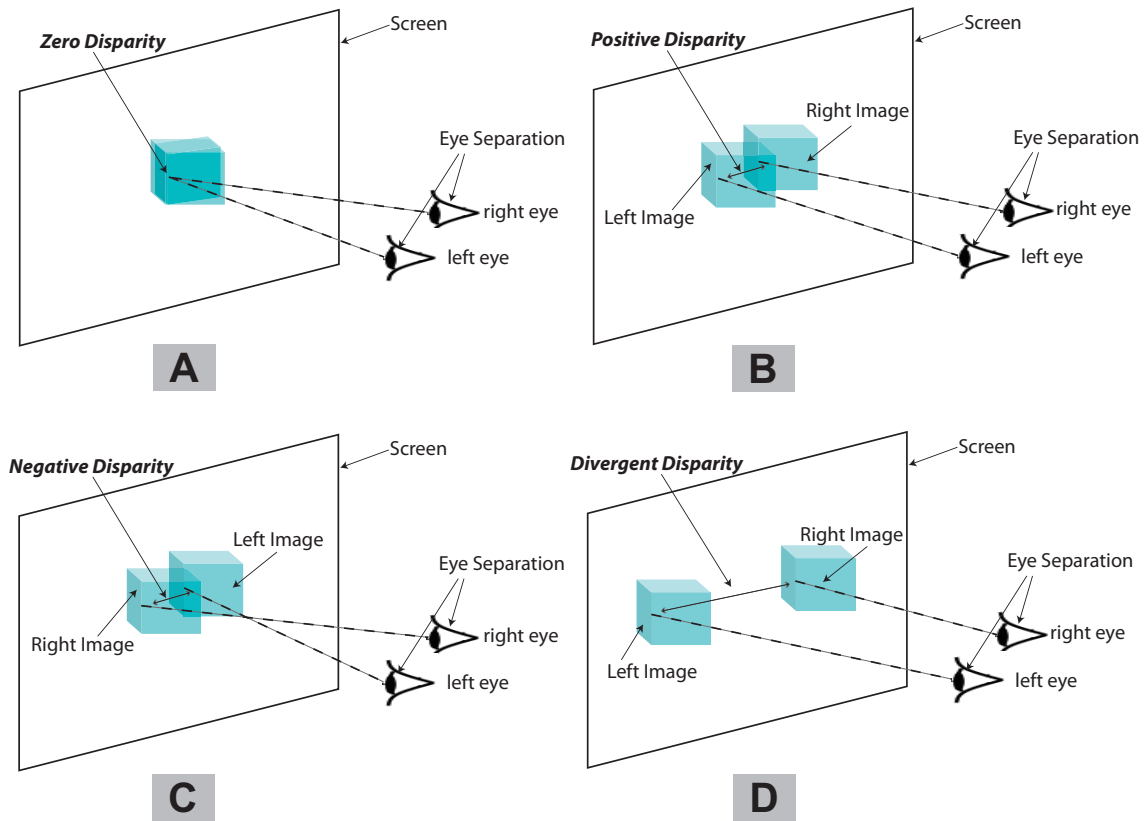 Screen
Zero Disparity
Eye Separation
right eye
left eye
A
Screen
Positive Disparity
Right Image
Eye Separation
Left Image
right eye
left eye
B
Screen
Negative Disparity
Left Image
Eye Separation
Right Image
right eye
left eye
C
Screen
Divergent Disparity
Right Image
Eye Separation
right eye
Left Image
left eye
D